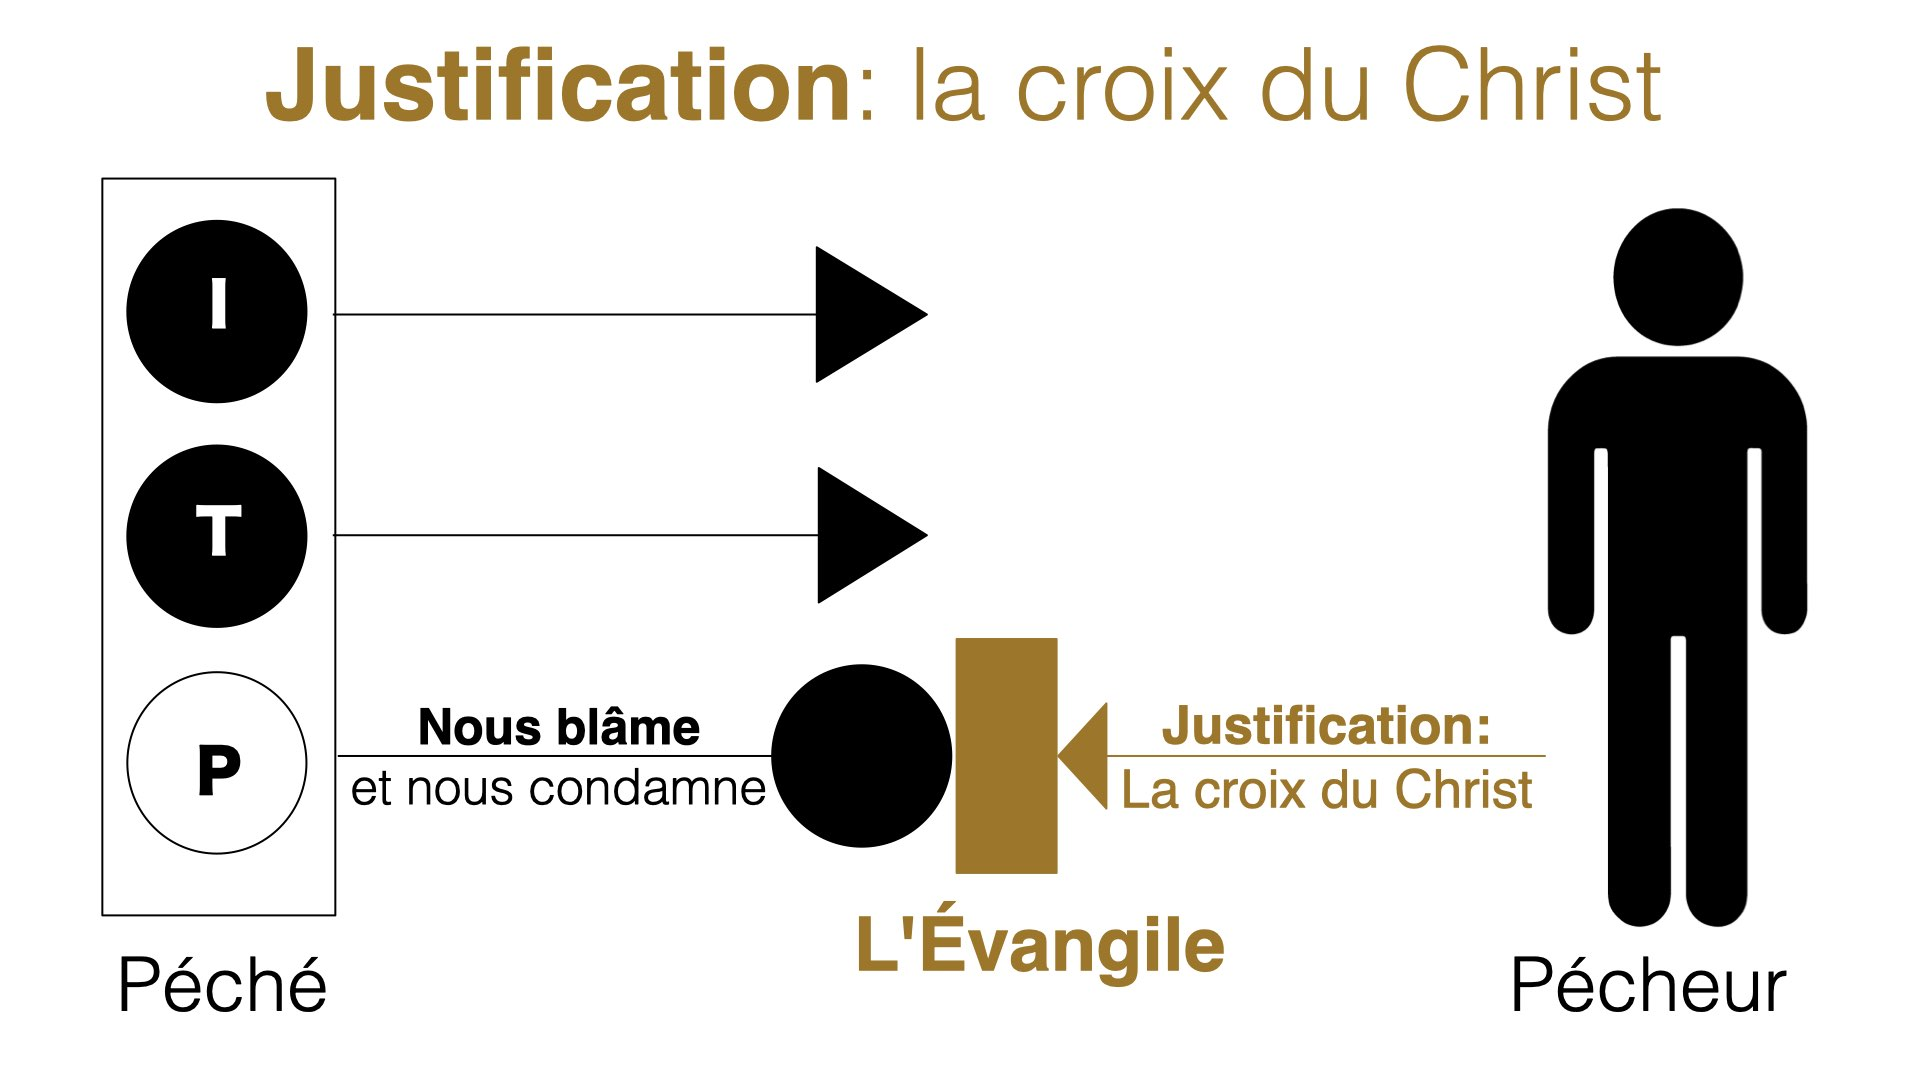 Justification: la croix du Christ
I
T
P
Nous blâme
et nous condamne
Justification:
La croix du Christ
L'Évangile
Péché
Pécheur